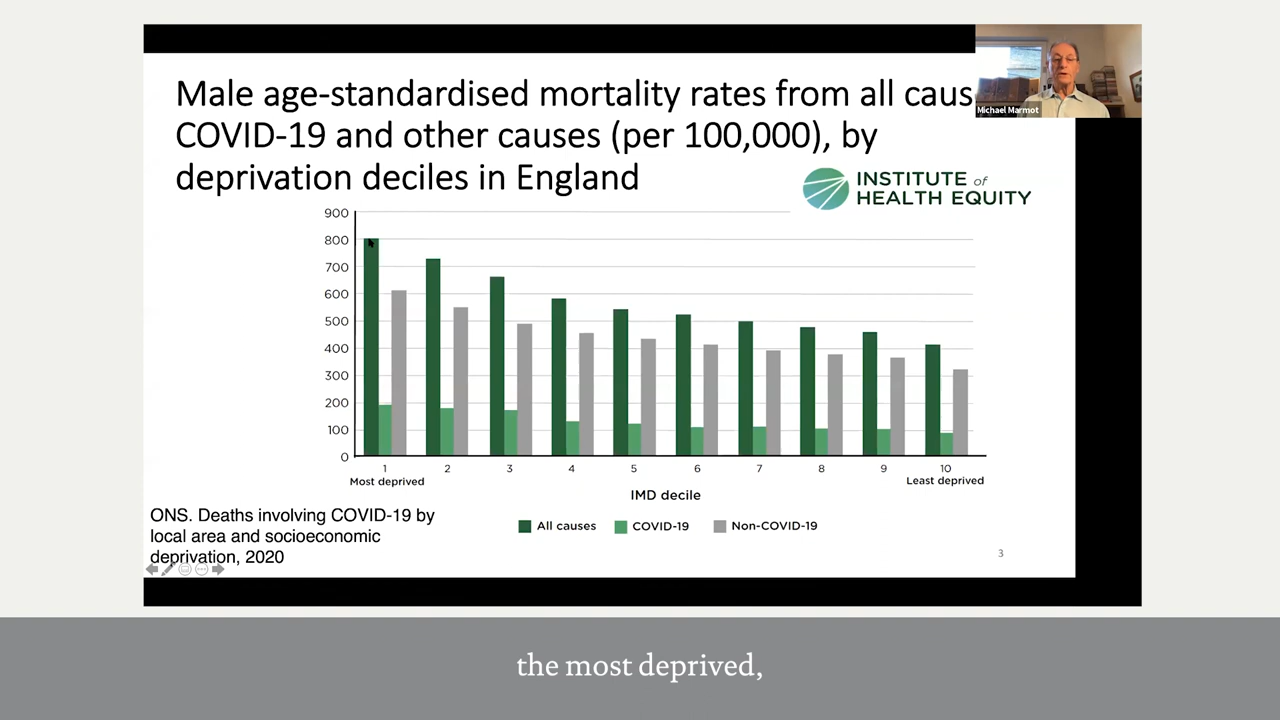 Male age-standardised mortality rates from all caus
COVID-19 and other causes (per 100,000), by
deprivation deciles in England
Michael Marmot
INSTITUTE of
HEALTH EQUITY
900
800
700
600
500
400
300
200
100
0
1 2 3 4 5 6 7 8 9 10
Most deprived Least deprived
IMD decile
All causes COVID-19 Non-COVID-19
ONS. Deaths involving COVID-19 by
local area and socioeconomic
deprivation, 2020
3
the most deprived,